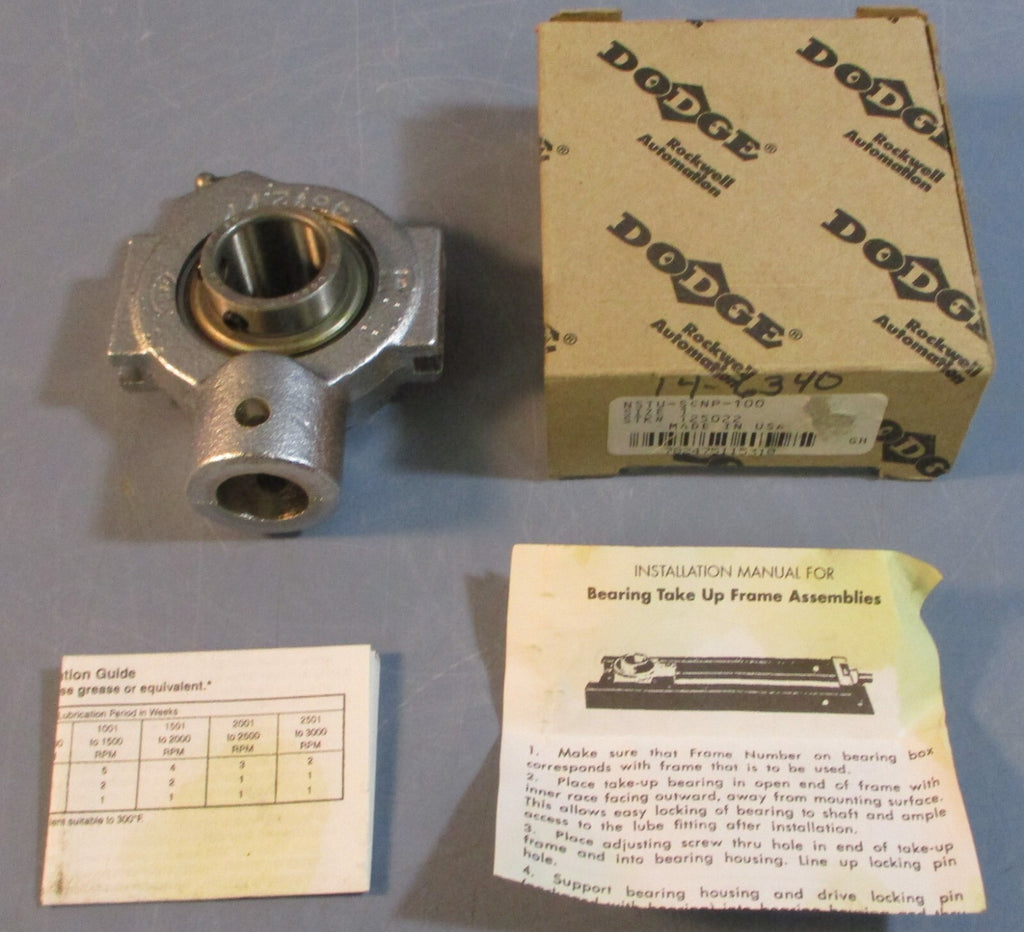 DODGE®
Rockwell
Automation
DODGE
Rockwell
Automation
DODGE®
Rockwell
Automation
DODGE
Rockwell
Automation
®
®
DODG
14-2340
MADE IN USA
GN
INSTALLATION MANUAL FOR
Bearing Take Up Frame Assemblies
1. Make sure that Frame Number on bearing box
corresponds with frame that is to be used.
2. Place take-up bearing in open end of frame with
inner race facing outward, away from mounting surface.
This allows easy locking of bearing to shaft and ample
access to the lube fitting after installation.
3. Place adjusting screw thru hole in end of take-up
frame and into bearing housing. Line up locking pin
hole.
4. Support bearing housing and drive locking pin
ation Guide
se grease or equivalent.*
Lubrication Period in Weeks
1001 1501 2001 2501
to 1500 to 2000 to 2500 to 3000
RPM RPM RPM RPM
5 4 3 2
2 2 1 1
1 1 1 1
ent suitable to 300°F.